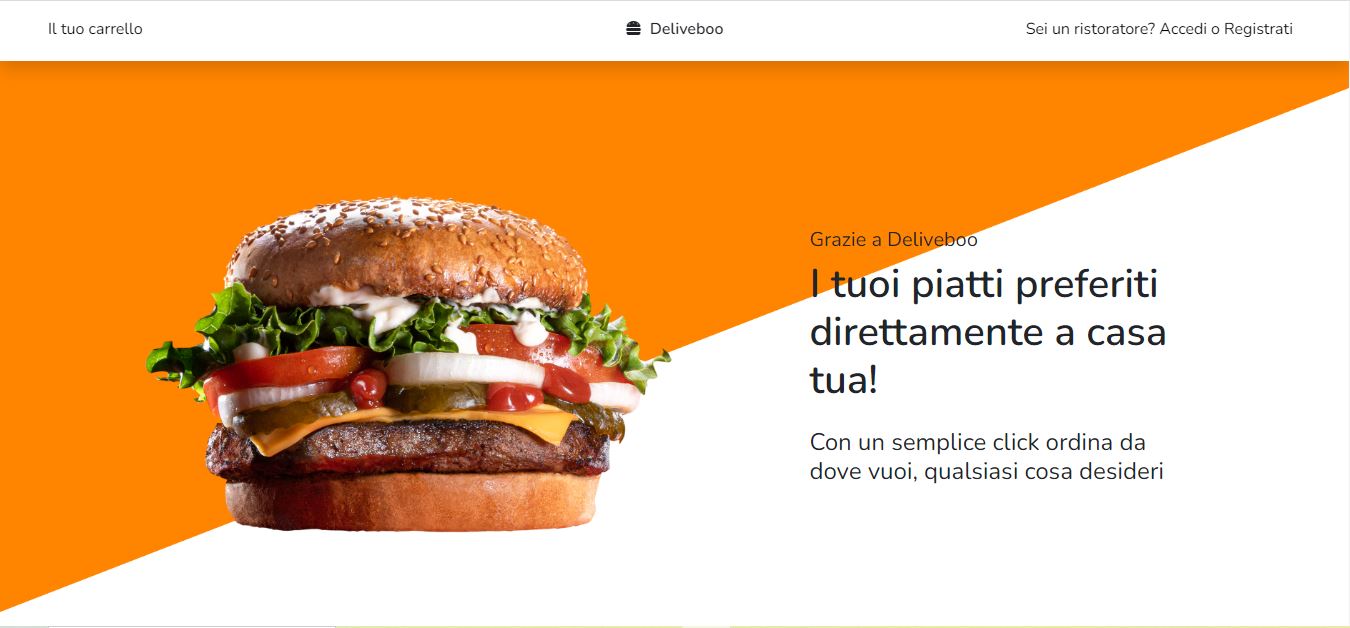 Il tuo carrello
Deliveboo
Sei un ristoratore? Accedi o Registrati
Grazie a Deliveboo
I tuoi piatti preferiti
direttamente a casa
tua!
Con un semplice click ordina da
dove vuoi, qualsiasi cosa desideri